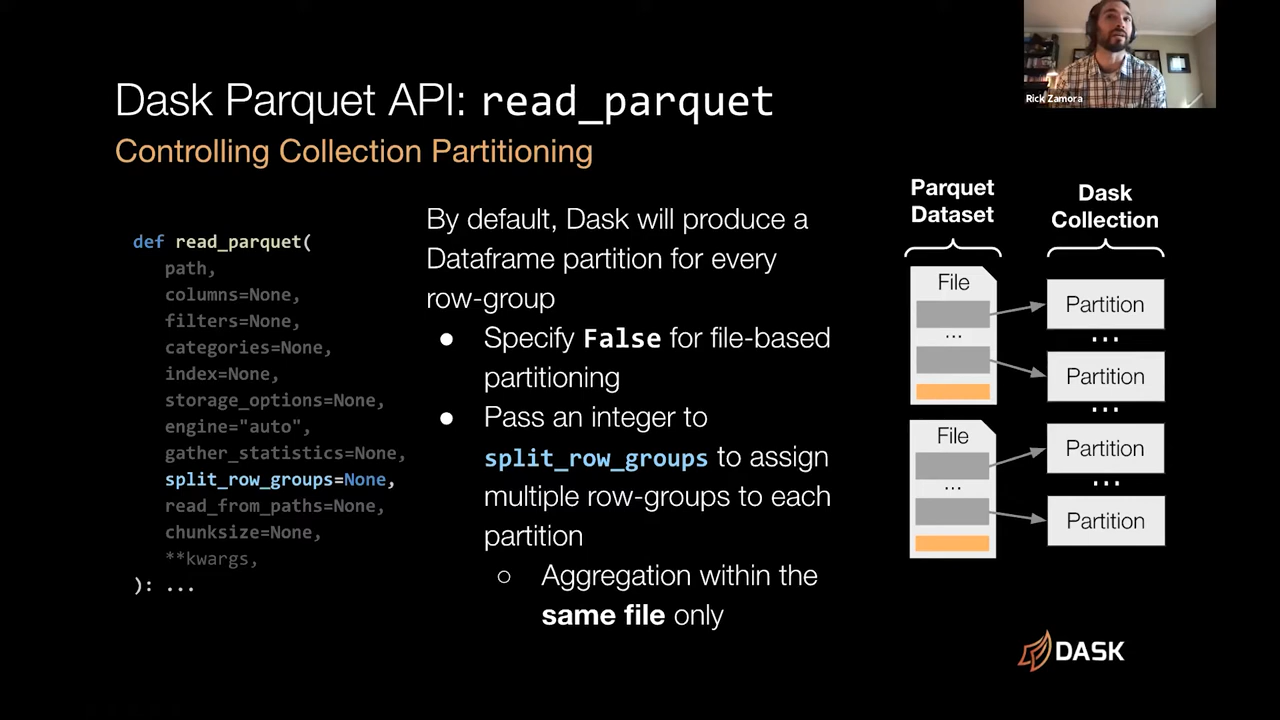 Rick Zamora
Dask Parquet API: read_parquet
Controlling Collection Partitioning
def read_parquet(
path,
columns=None,
filters=None,
categories=None,
index=None,
storage_options=None,
engine="auto",
gather_statistics=None,
split_row_groups=None,
read_from_paths=None,
chunksize=None,
**kwargs,
): ...
By default, Dask will produce a
Dataframe partition for every
row-group
● Specify False for file-based
partitioning
● Pass an integer to
split_row_groups to assign
multiple row-groups to each
partition
○ Aggregation within the
same file only
Parquet
Dataset
File
...
File
...
Dask
Collection
Partition
...
Partition
...
Partition
...
Partition
DASK